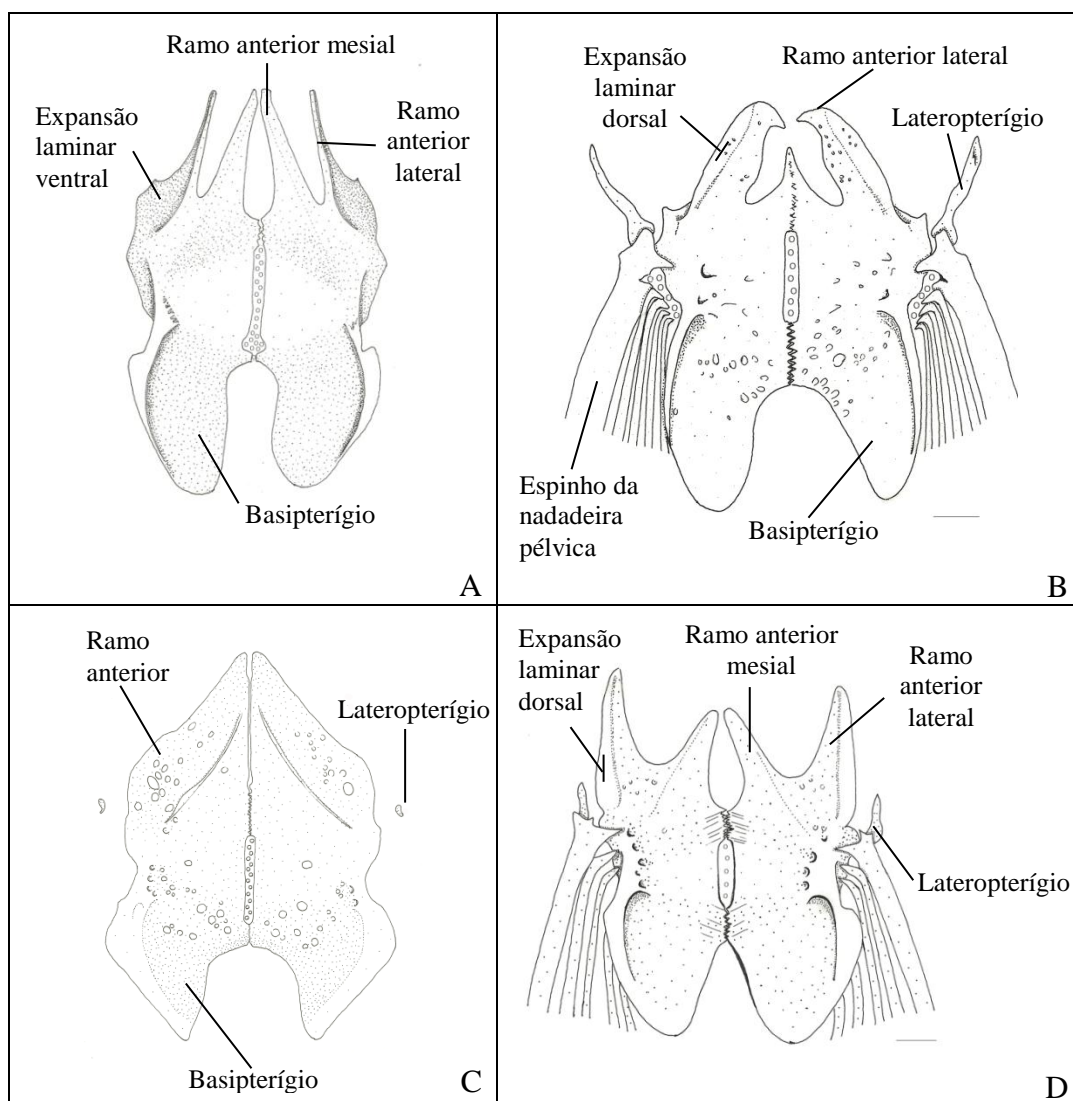 Ramo anterior mesial
Expansão
laminar
ventral
Ramo
anterior
lateral
Basipterígio
A
Expansão
laminar
dorsal
Ramo anterior lateral
Lateropterígio
Espinho da
nadadeira
pélvica
Basipterígio
B
Ramo
anterior
Lateropterígio
Basipterígio
C
Expansão
laminar
dorsal
Ramo anterior
mesial
Ramo
anterior
lateral
Lateropterígio
D